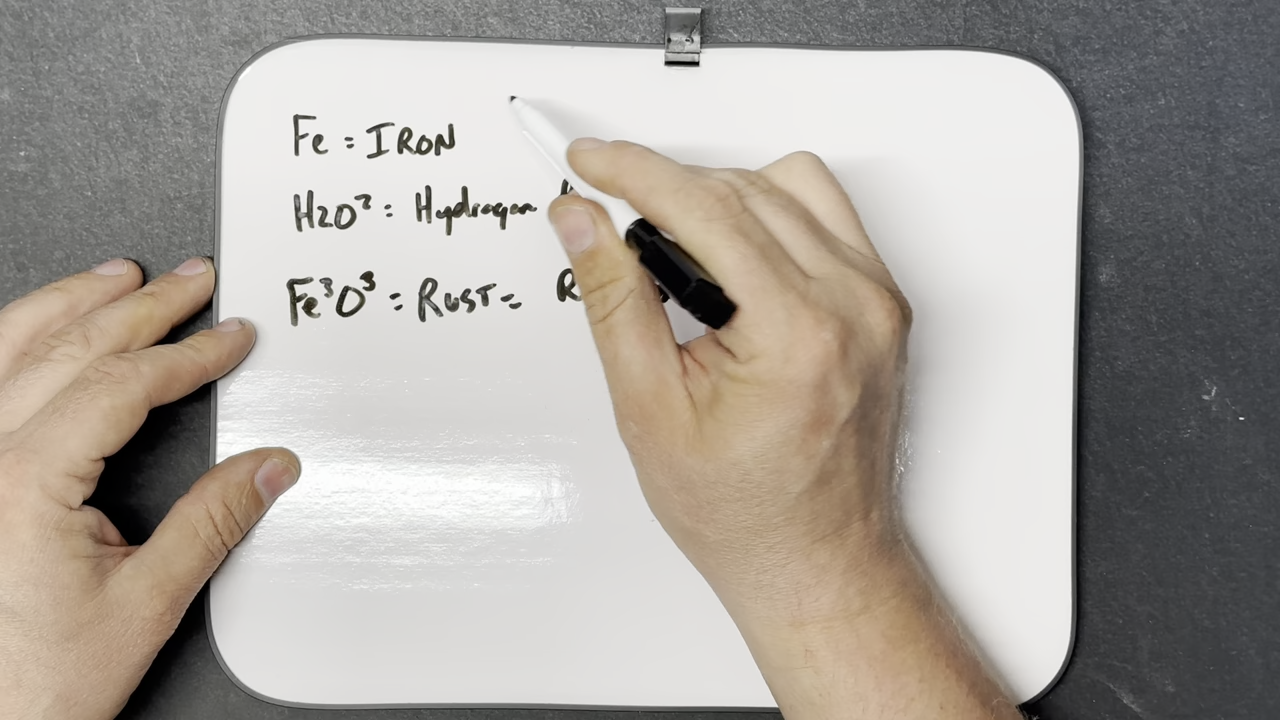 Fe = IRON
H2O² = Hydrogen
Fe³O³ = RUST =